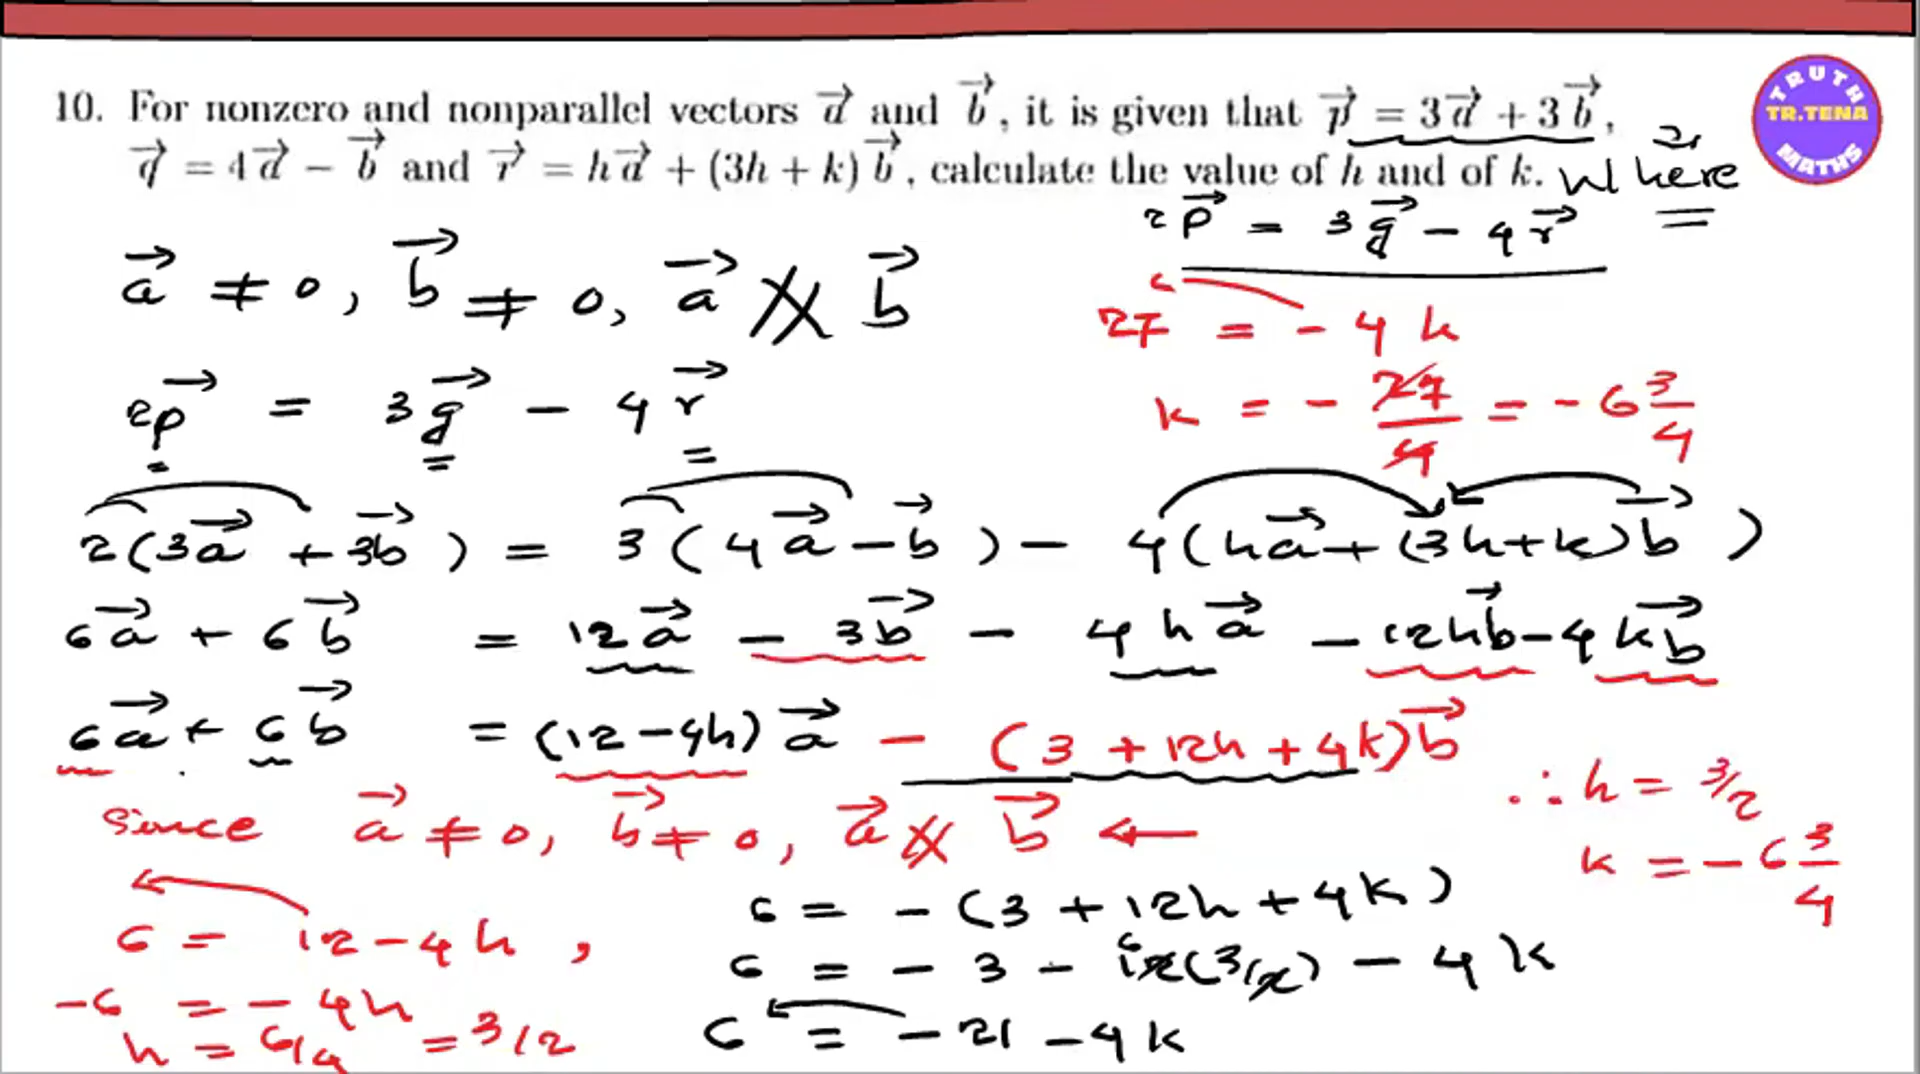 10. For nonzero and nonparallel vectors a⃗ and b⃗, it is given that p⃗ = 3a⃗ + 3b⃗,
q⃗ = 4a⃗ − b⃗ and r⃗ = ha⃗ + (3h + k)b⃗, calculate the value of h and of k. Where
2p⃗ = 3q⃗ − 4r⃗
TRUTH
TR.TENA
MATHS
a⃗ ≠ 0, b⃗ ≠ 0, a⃗ ∦ b⃗
27 = −4k
2p⃗ = 3q⃗ − 4r⃗
k = −27/4 = −6 3/4
2(3a⃗ + 3b⃗) = 3(4a⃗ − b⃗) − 4(ha⃗ + (3h+k)b⃗)
6a⃗ + 6b⃗ = 12a⃗ − 3b⃗ − 4ha⃗ − 12hb⃗ − 4kb⃗
6a⃗ + 6b⃗ = (12−4h)a⃗ − (3 + 12h + 4k)b⃗
Since a⃗ ≠ 0, b⃗ ≠ 0, a⃗ ∦ b⃗ ←
∴ h = 3/2
k = −6 3/4
6 = 12 − 4h,
−6 = −4h
h = 6/4 = 3/2
6 = −(3 + 12h + 4k)
6 = −3 − 12(3/2) − 4k
6 = −21 − 4k